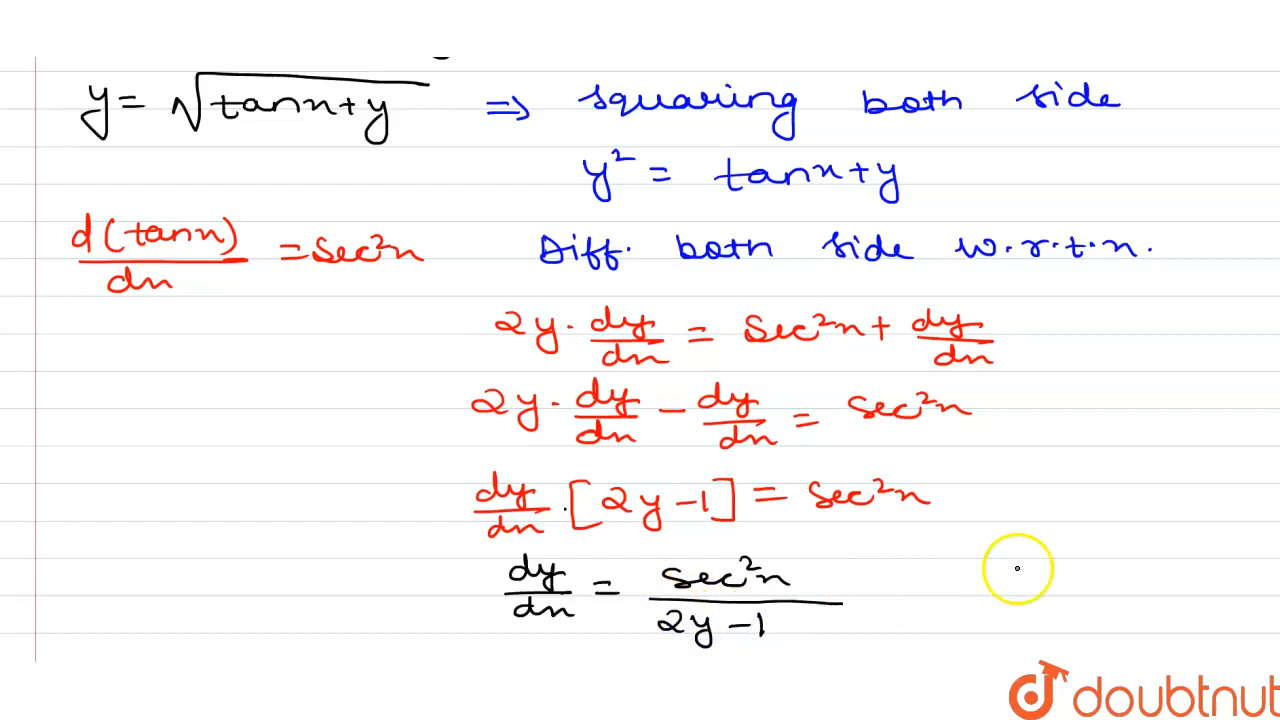 y = √(tanx + y) ⇒ squaring both side
y² = tanx + y
d(tanx)/dx = sec²x
Diff. both side w.r.t.x.
2y · dy/dx = sec²x + dy/dx
2y · dy/dx − dy/dx = sec²x
dy/dx · [2y − 1] = sec²x
dy/dx = sec²x / 2y − 1
doubtnut